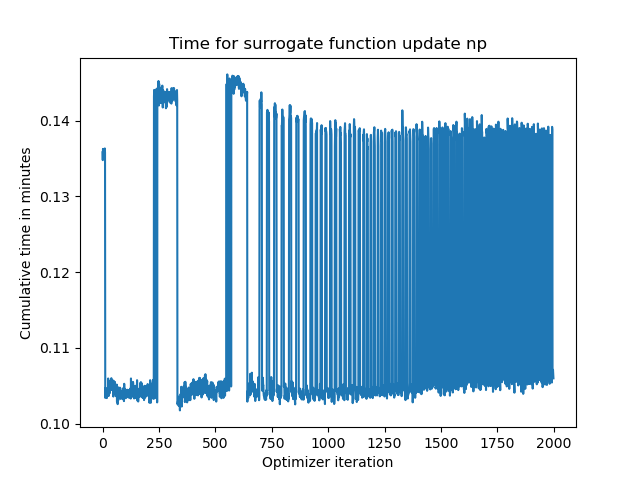 Time for surrogate function update np
0.14
0.13
0.12
0.11
0.10
Cumulative time in minutes
0 250 500 750 1000 1250 1500 1750 2000
Optimizer iteration